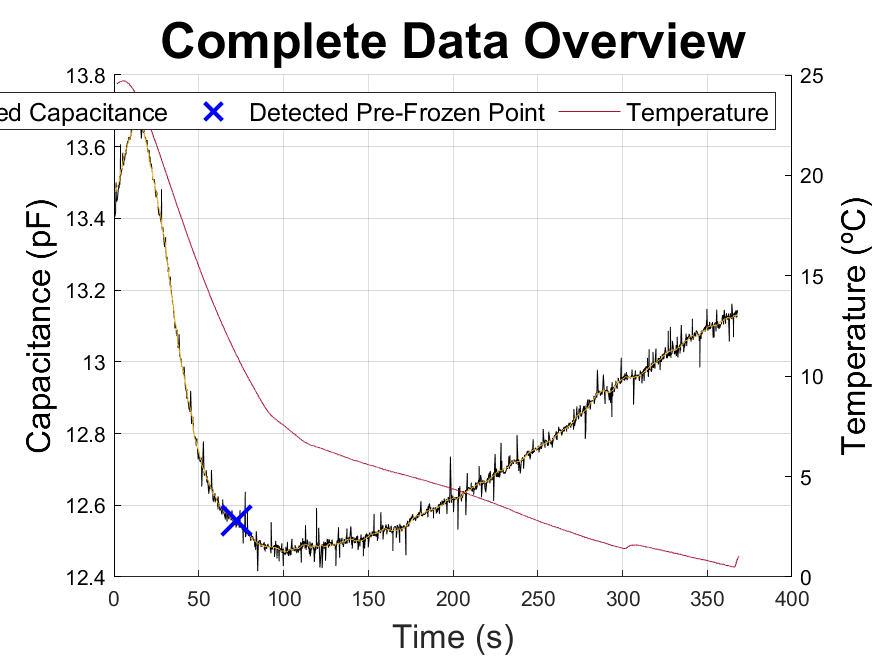 Complete Data Overview
ed Capacitance Detected Pre-Frozen Point Temperature
Capacitance (pF)
13.8
13.6
13.4
13.2
13
12.8
12.6
12.4
25
20
15
10
5
0
Temperature (ºC)
0 50 100 150 200 250 300 350 400
Time (s)